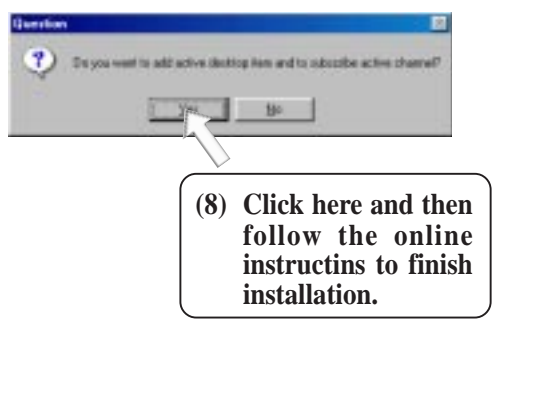 Question
Do you want to add active desktop item and to subscribe active channel?
Yes No
(8) Click here and then
follow the online
instructins to finish
installation.